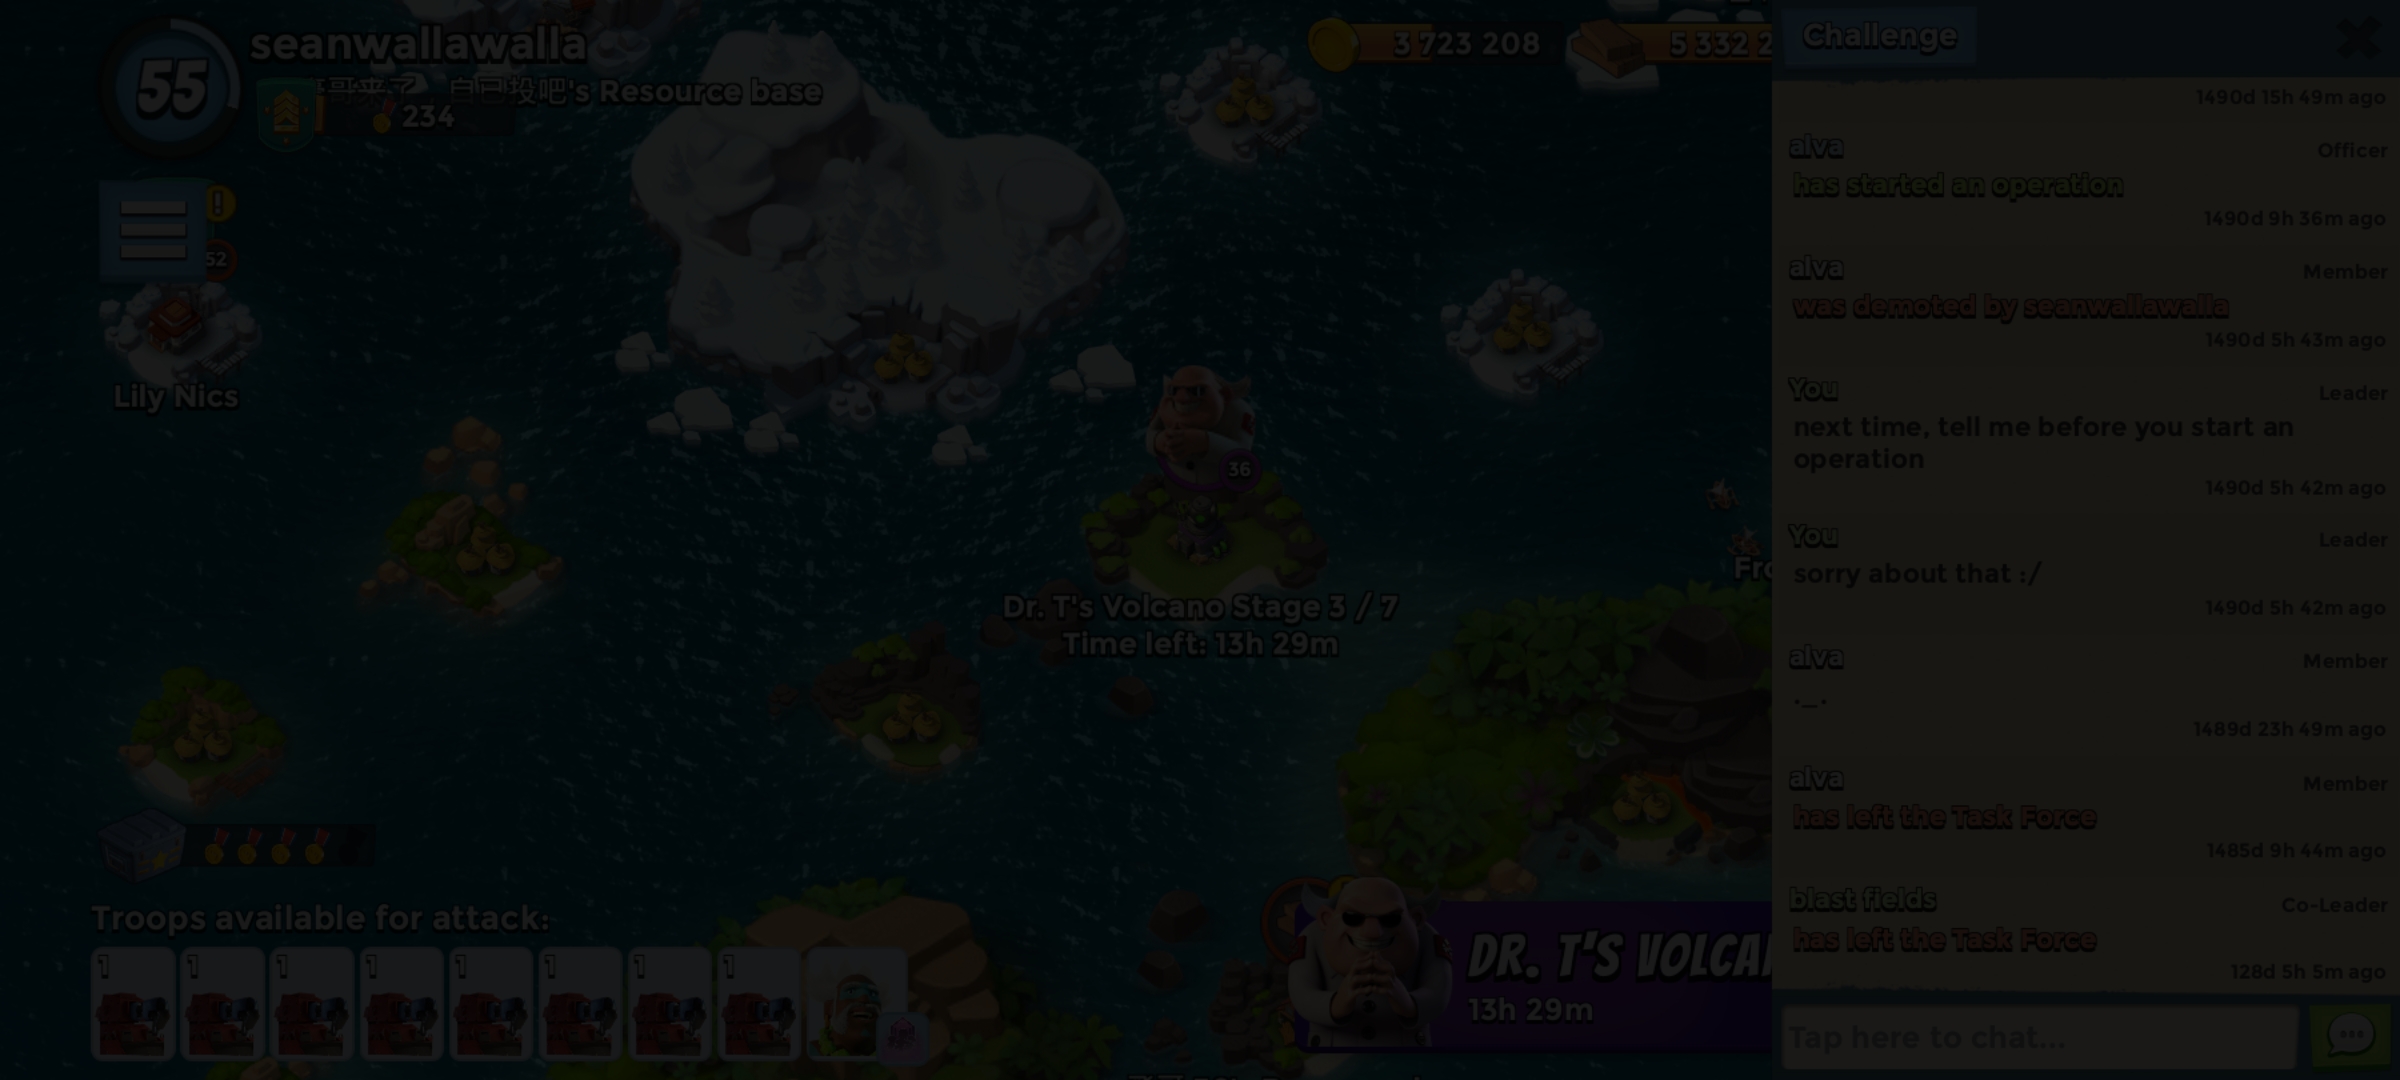 55
seanwallawalla
哥来了 自己投吧's Resource base
234
3 723 208
5 332 2
!
52
Lily Nics
36
Dr. T's Volcano Stage 3 / 7
Time left: 13h 29m
Troops available for attack:
1
1
1
1
1
1
1
1
DR. T'S VOLCA
13h 29m
Challenge
1490d 15h 49m ago
alva
Officer
has started an operation
1490d 9h 36m ago
alva
Member
was demoted by seanwallawalla
1490d 5h 43m ago
You
Leader
next time, tell me before you start an
operation
1490d 5h 42m ago
You
Leader
sorry about that :/
1490d 5h 42m ago
alva
Member
._.
1489d 23h 49m ago
alva
Member
has left the Task Force
1485d 9h 44m ago
blast fields
Co-Leader
has left the Task Force
128d 5h 5m ago
Tap here to chat...